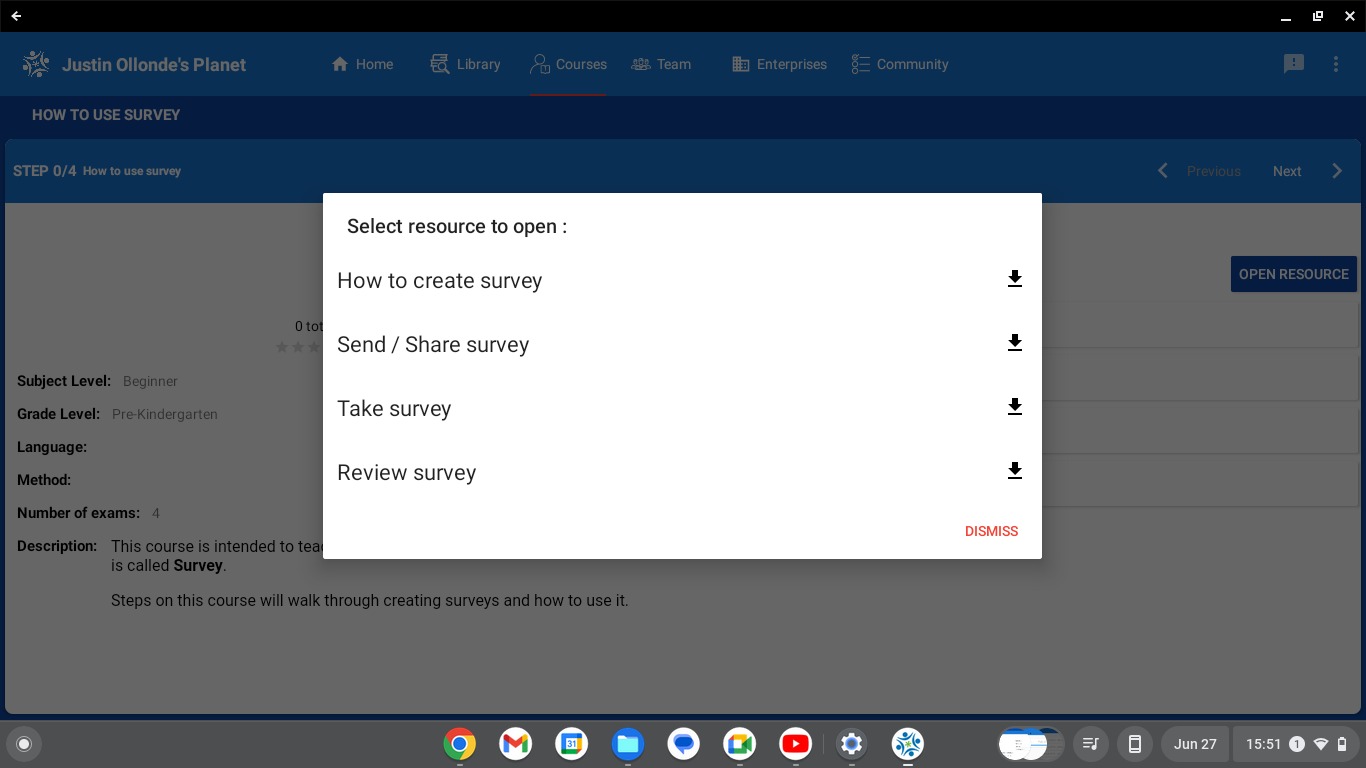 Justin Ollonde's Planet
Home
Library
Courses
Team
Enterprises
Community
HOW TO USE SURVEY
STEP 0/4 How to use survey
Previous
Next
Select resource to open :
How to create survey
Send / Share survey
Take survey
Review survey
DISMISS
OPEN RESOURCE
0 tot
Subject Level: Beginner
Grade Level: Pre-Kindergarten
Language:
Method:
Number of exams: 4
Description: This course is intended to tea
is called Survey.
Steps on this course will walk through creating surveys and how to use it.
31
Jun 27
15:51
1